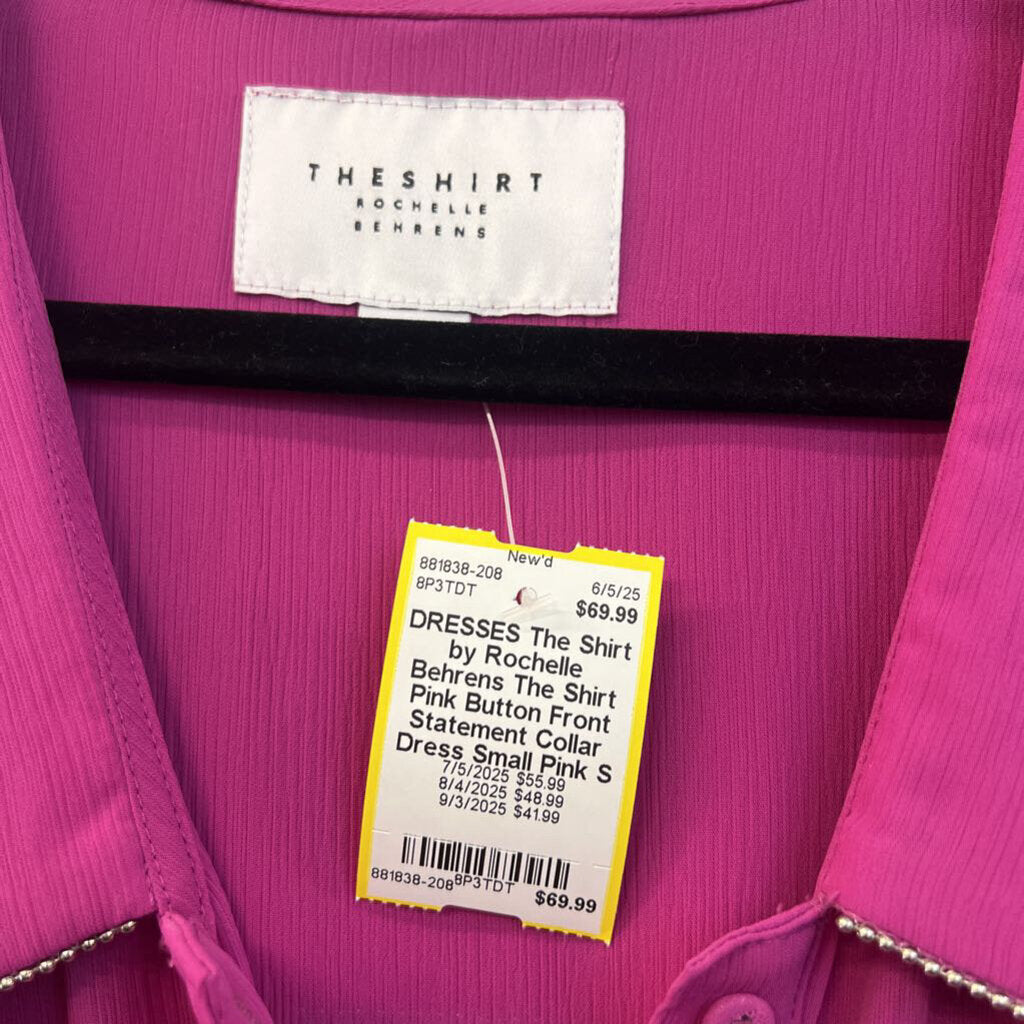 THESHIRT
ROCHELLE
BEHRENS
New'd
881838-208
8P3TDT
6/5/25
$69.99
DRESSES The Shirt
by Rochelle
Behrens The Shirt
Pink Button Front
Statement Collar
Dress Small Pink S
7/5/2025 $55.99
8/4/2025 $48.99
9/3/2025 $41.99
881838-208 8P3TDT $69.99